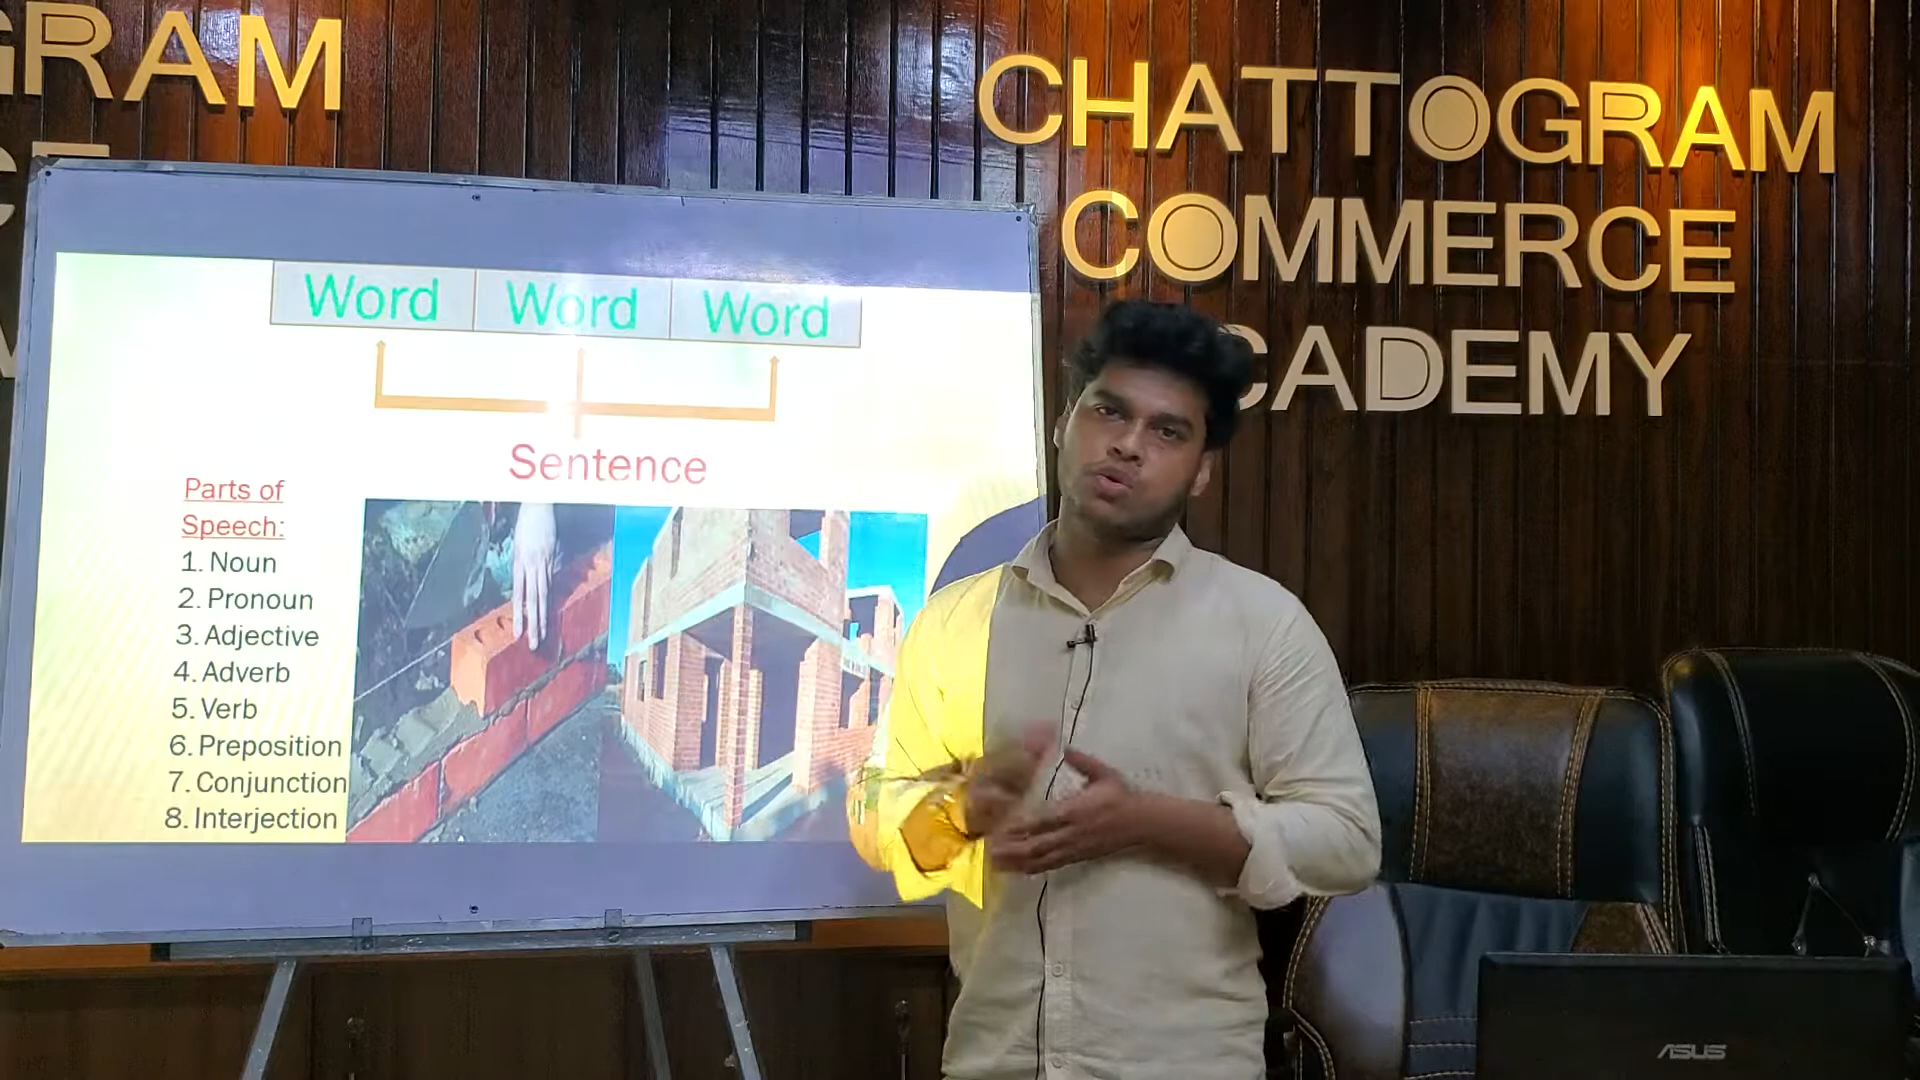 GRAM
CHATTOGRAM
COMMERCE
CADEMY
Word Word Word
Sentence
Parts of
Speech:
1. Noun
2. Pronoun
3. Adjective
4. Adverb
5. Verb
6. Preposition
7. Conjunction
8. Interjection
ASUS